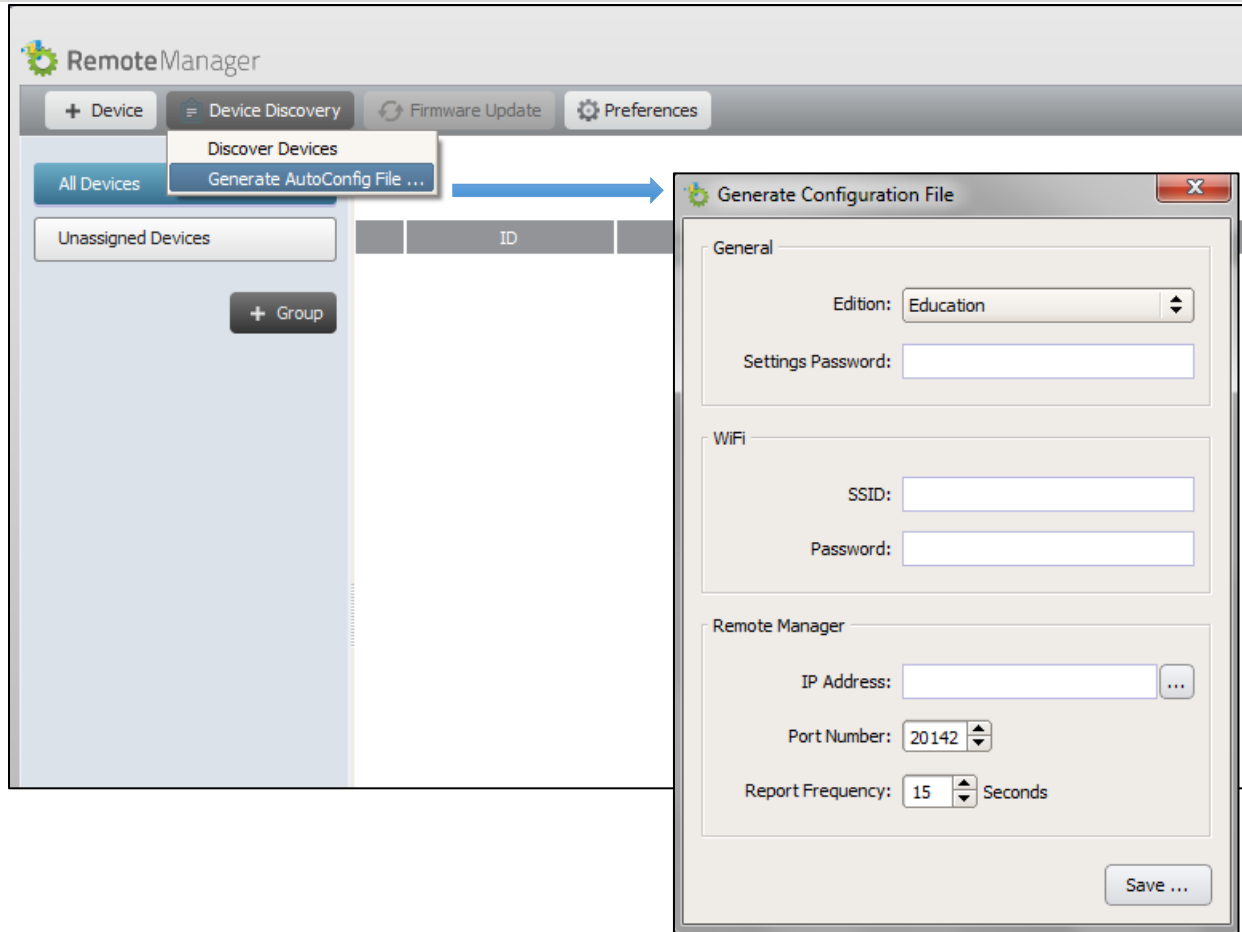 RemoteManager
+ Device Device Discovery Firmware Update Preferences
Discover Devices
Generate AutoConfig File ...
All Devices
Unassigned Devices
ID
+ Group
Generate Configuration File
General
Edition: Education
Settings Password:
WiFi
SSID:
Password:
Remote Manager
IP Address: ...
Port Number: 20142
Report Frequency: 15 Seconds
Save ...